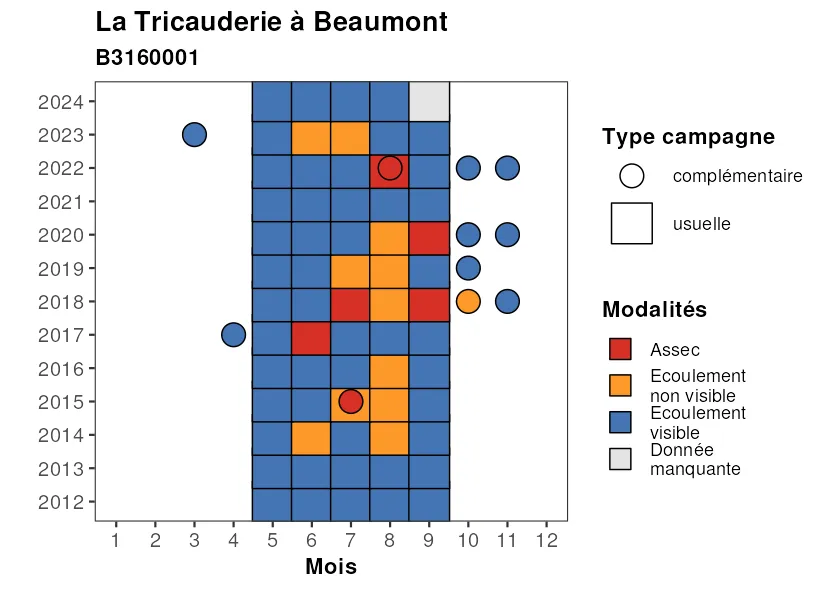 La Tricauderie à Beaumont
B3160001
2024
2023
2022
2021
2020
2019
2018
2017
2016
2015
2014
2013
2012
1 2 3 4 5 6 7 8 9 10 11 12
Mois
Type campagne
complémentaire
usuelle
Modalités
Assec
Ecoulement
non visible
Ecoulement
visible
Donnée
manquante